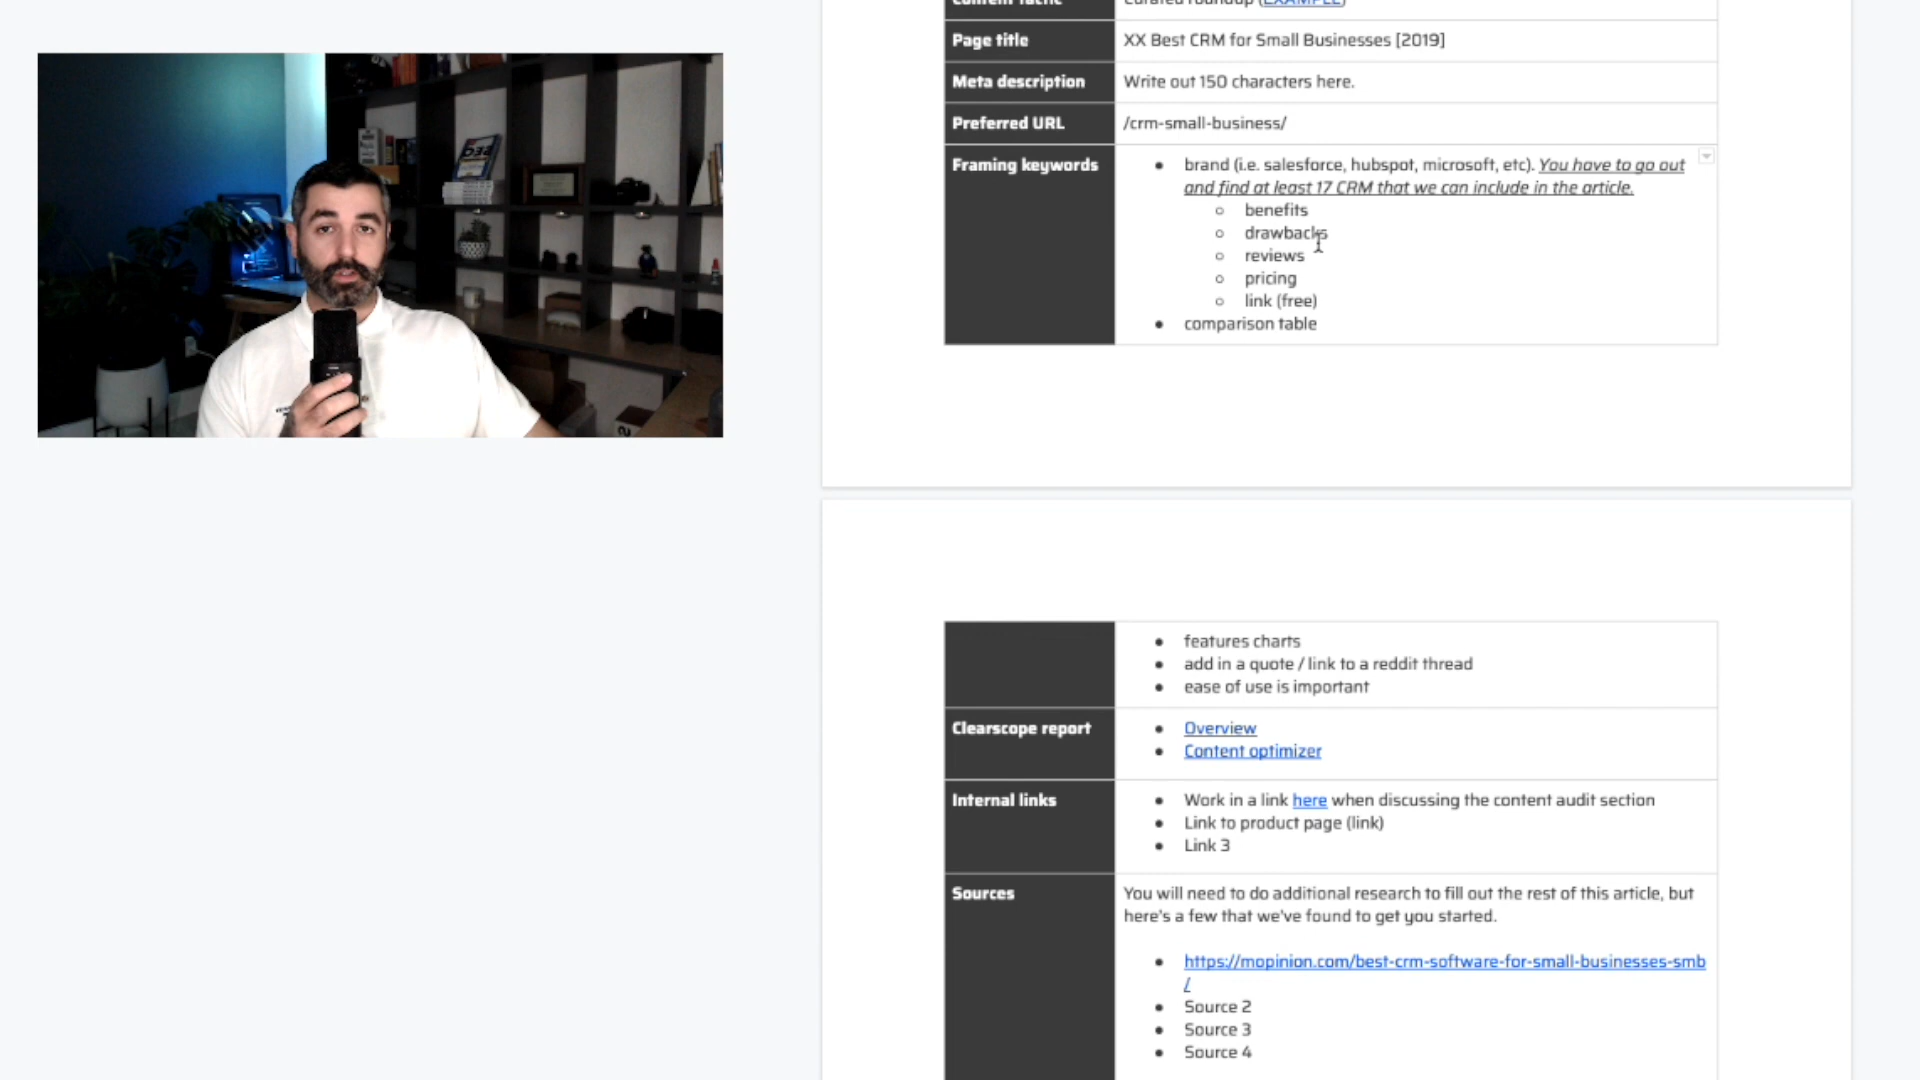 Content Tactic
Curated roundup (EXAMPLE)
Page title
XX Best CRM for Small Businesses [2019]
Meta description
Write out 150 characters here.
Preferred URL
/crm-small-business/
Framing keywords
● brand (i.e. salesforce, hubspot, microsoft, etc). You have to go out
and find at least 17 CRM that we can include in the article.
○ benefits
○ drawbacks
○ reviews
○ pricing
○ link (free)
● comparison table
● features charts
● add in a quote / link to a reddit thread
● ease of use is important
Clearscope report
● Overview
● Content optimizer
Internal links
● Work in a link here when discussing the content audit section
● Link to product page (link)
● Link 3
Sources
You will need to do additional research to fill out the rest of this article, but
here's a few that we've found to get you started.
● https://mopinion.com/best-crm-software-for-small-businesses-smb
/
● Source 2
● Source 3
● Source 4
SEO